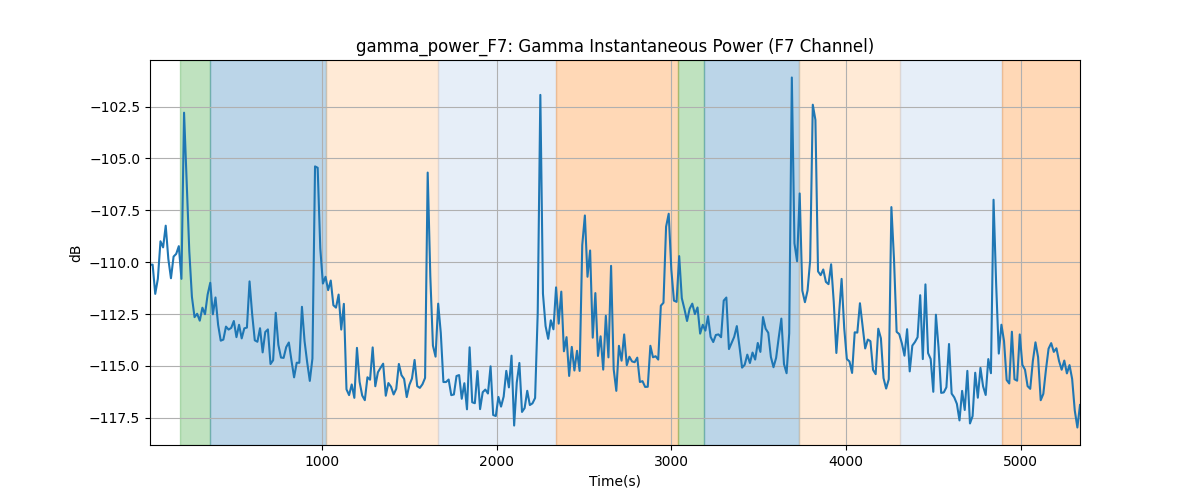 gamma_power_F7: Gamma Instantaneous Power (F7 Channel)
dB
−102.5
−105.0
−107.5
−110.0
−112.5
−115.0
−117.5
1000 2000 3000 4000 5000
Time(s)